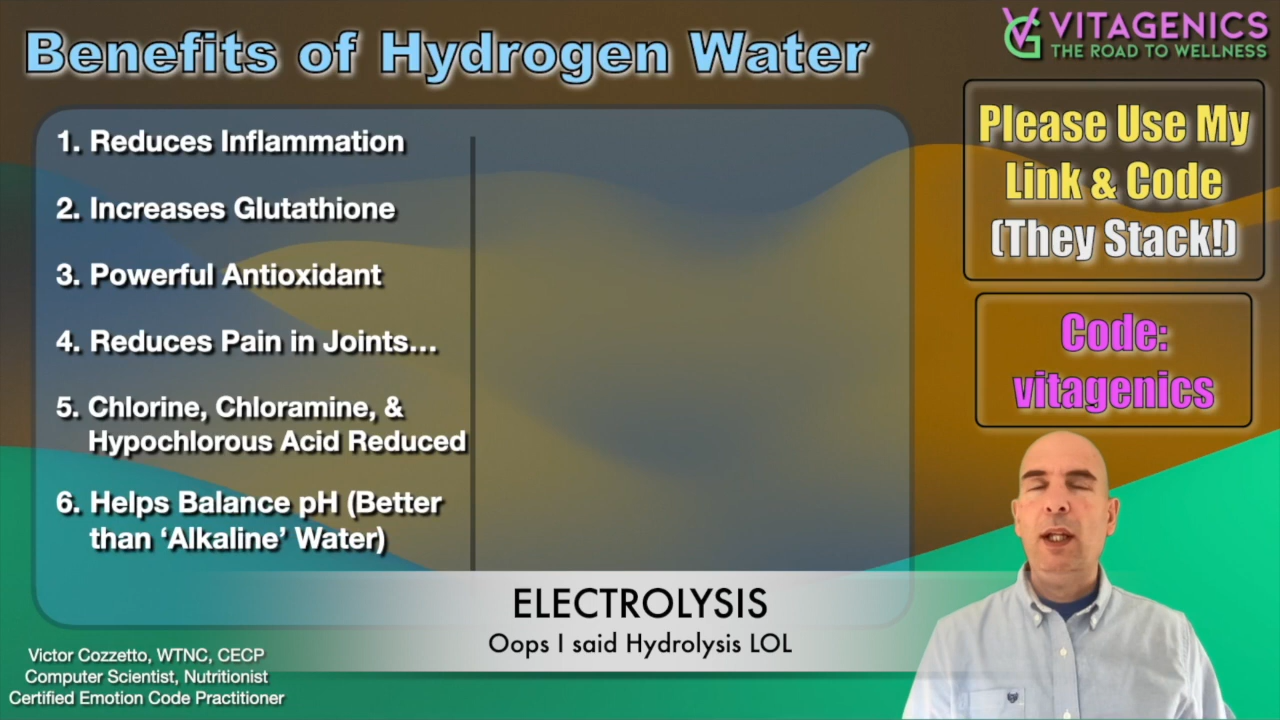 Benefits of Hydrogen Water
VG VITAGENICS
THE ROAD TO WELLNESS
1. Reduces Inflammation
2. Increases Glutathione
3. Powerful Antioxidant
4. Reduces Pain in Joints...
5. Chlorine, Chloramine, &
Hypochlorous Acid Reduced
6. Helps Balance pH (Better
than ‘Alkaline’ Water)
Please Use My
Link & Code
(They Stack!)
Code:
vitagenics
ELECTROLYSIS
Oops I said Hydrolysis LOL
Victor Cozzetto, WTNC, CECP
Computer Scientist, Nutritionist
Certified Emotion Code Practitioner